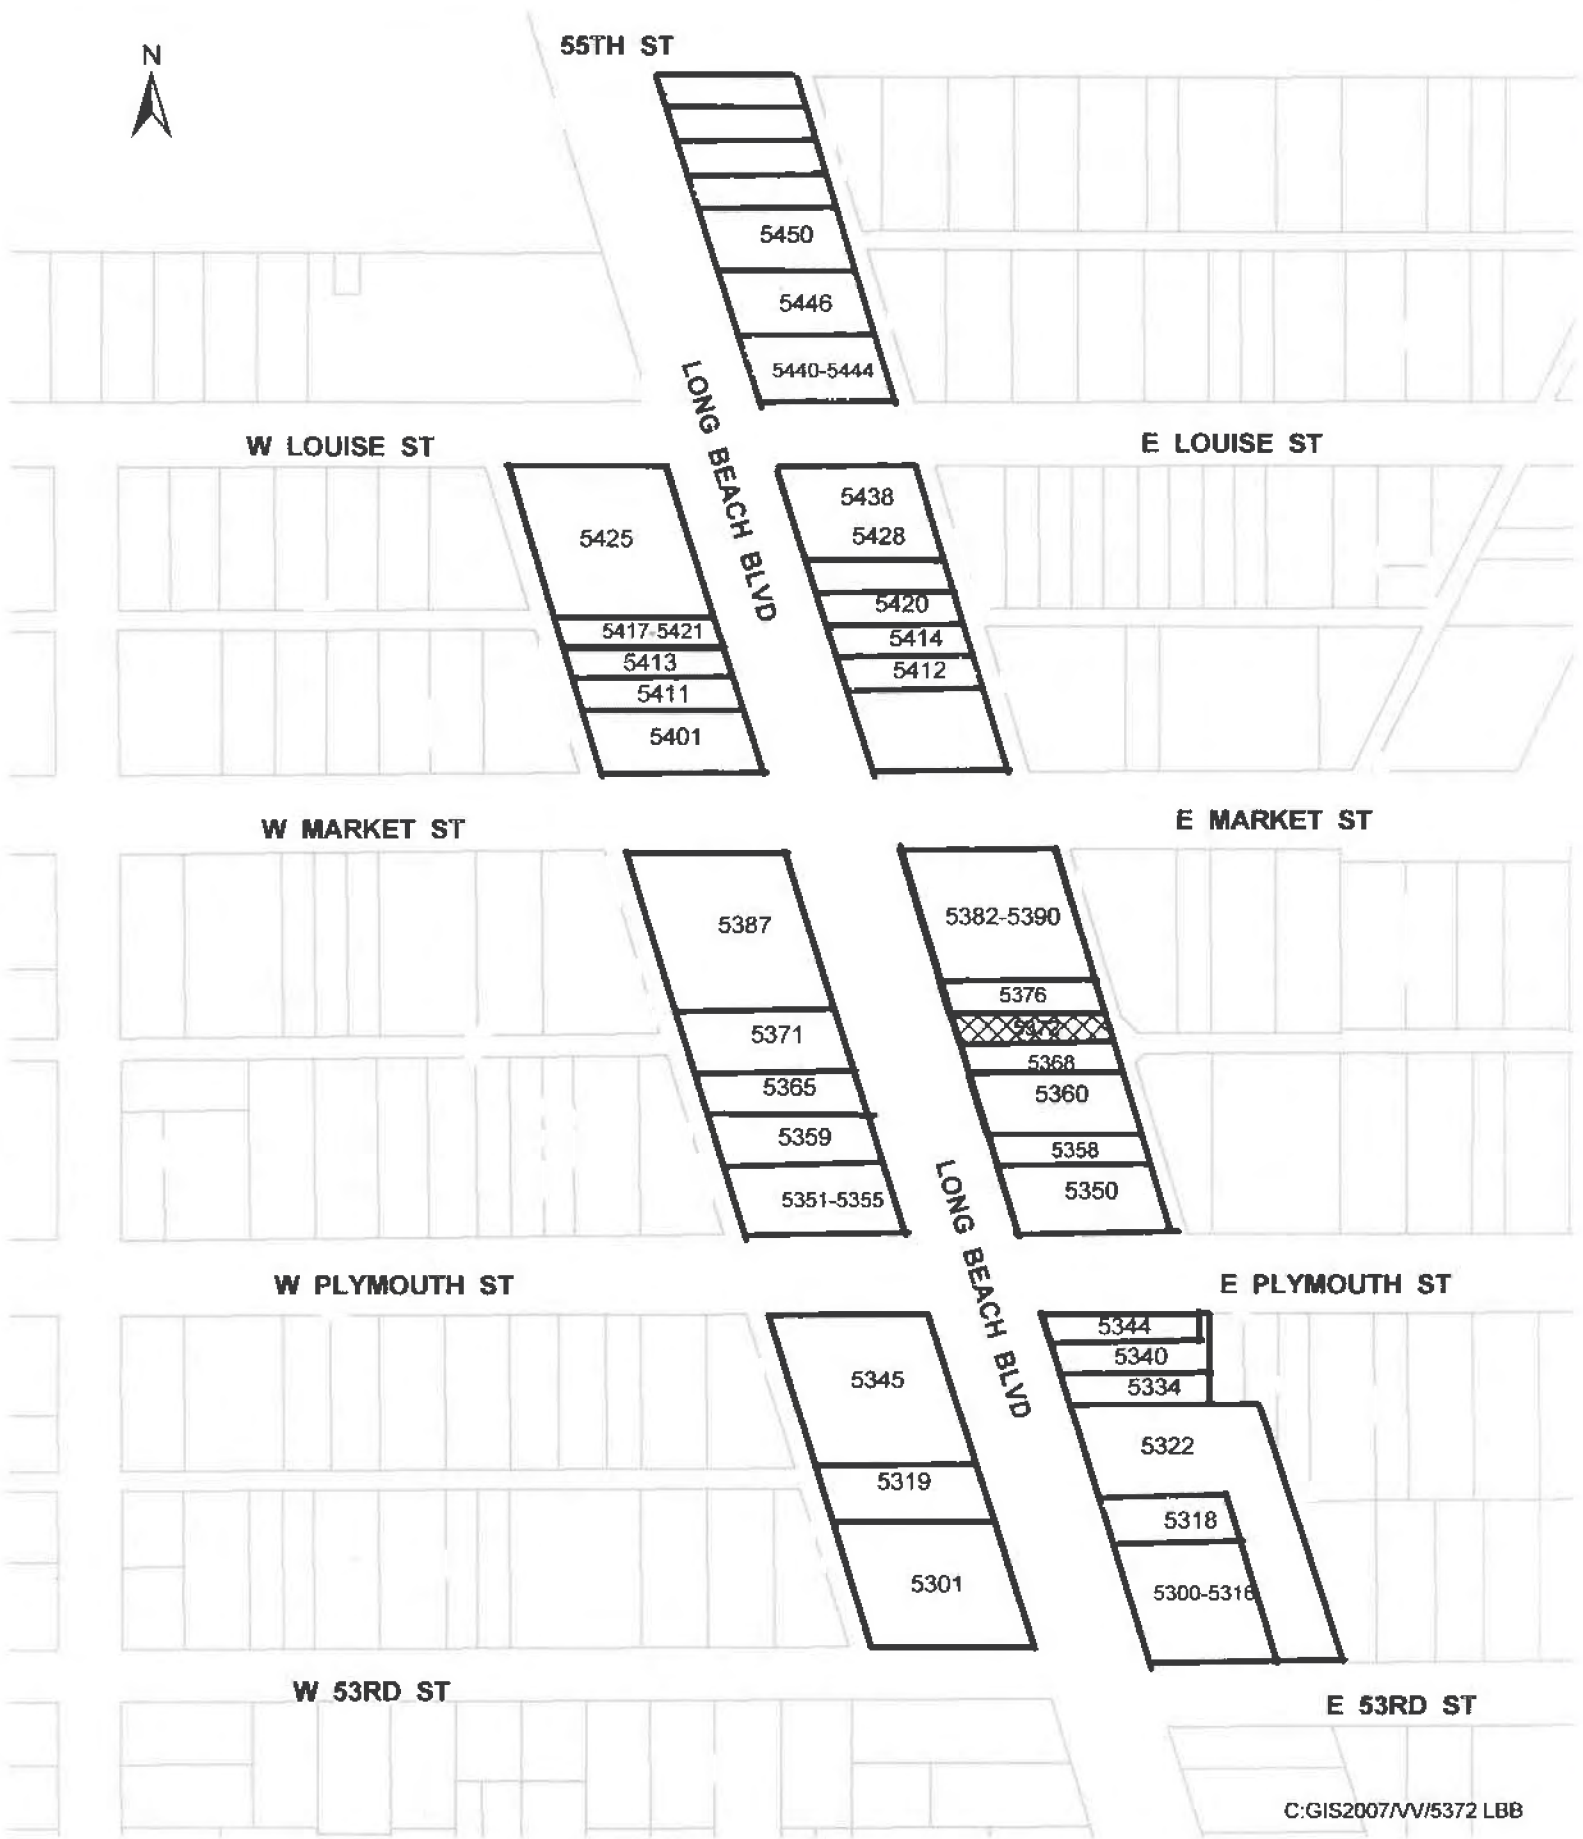 N
55TH ST
5450
5446
5440-5444
LONG BEACH BLVD
W LOUISE ST
E LOUISE ST
5425
5438
5428
5417-5421
5420
5413
5414
5411
5412
5401
W MARKET ST
E MARKET ST
5387
5382-5390
5376
5371
5372
5368
5365
5360
5359
5358
5351-5355
5350
LONG BEACH BLVD
W PLYMOUTH ST
E PLYMOUTH ST
5344
5340
5345
5334
5322
5319
5318
5301
5300-5316
W 53RD ST
E 53RD ST
C:GIS2007/VV/5372 LBB